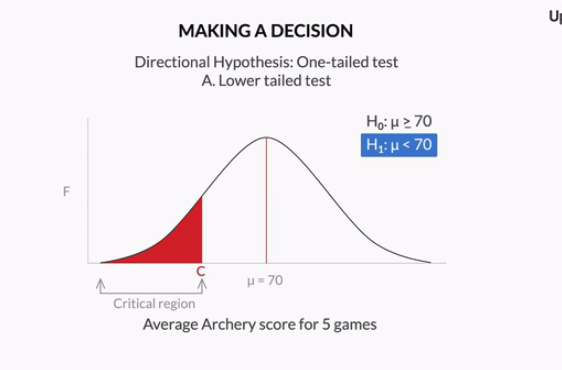 Up
MAKING A DECISION
Directional Hypothesis: One-tailed test
A. Lower tailed test
H₀: μ ≥ 70
H₁: μ < 70
F
C
μ = 70
Critical region
Average Archery score for 5 games